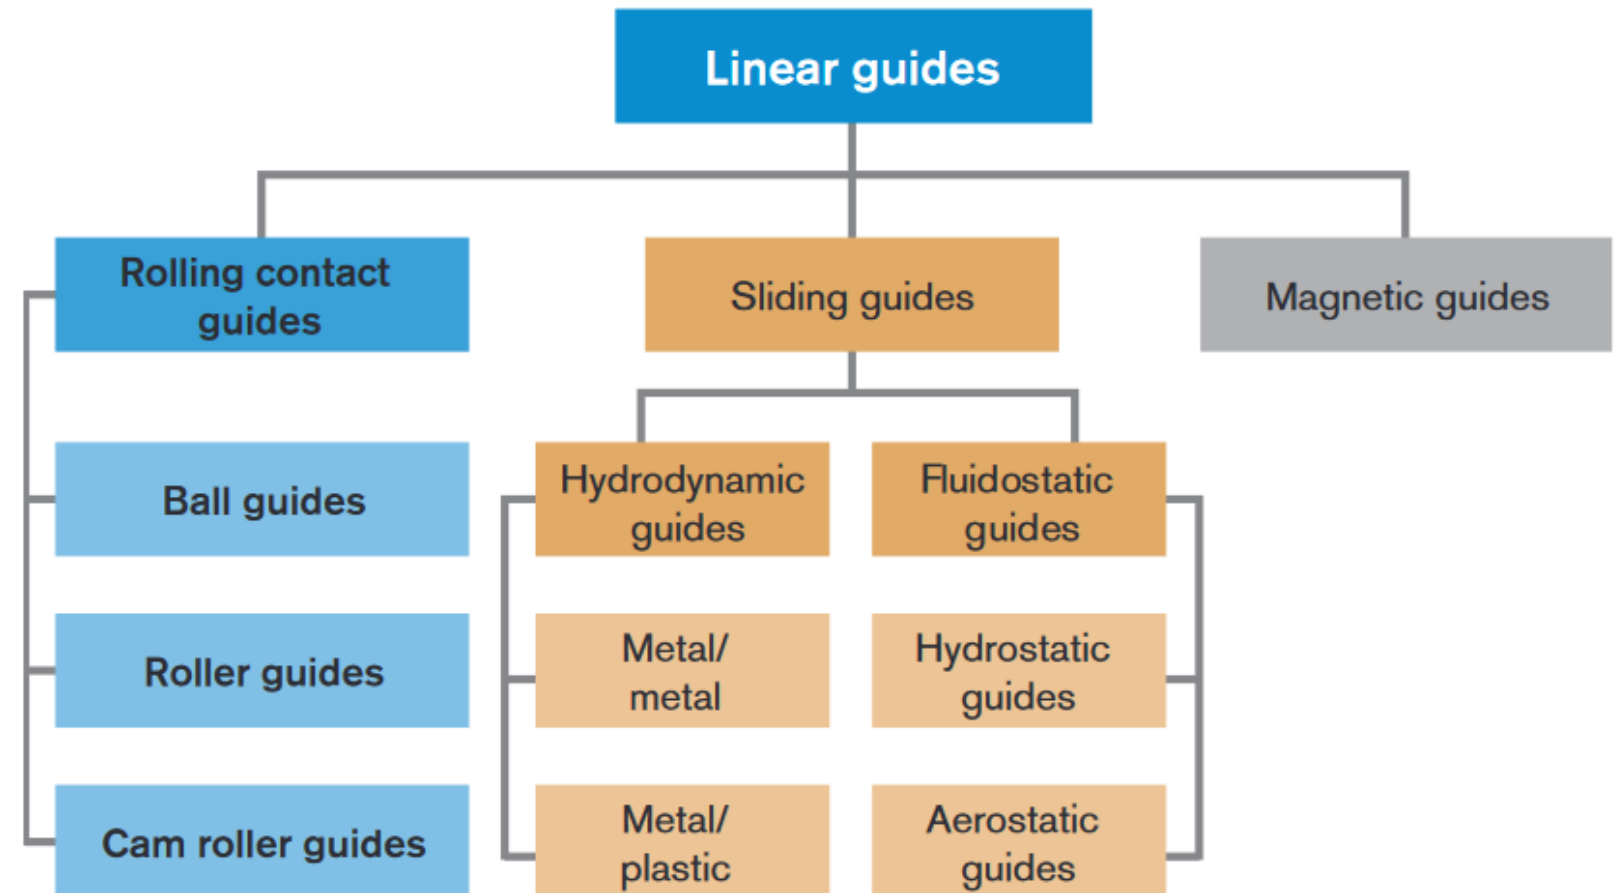 Linear guides
Rolling contact
guides
Sliding guides
Magnetic guides
Ball guides
Hydrodynamic
guides
Fluidostatic
guides
Roller guides
Metal/
metal
Hydrostatic
guides
Cam roller guides
Metal/
plastic
Aerostatic
guides